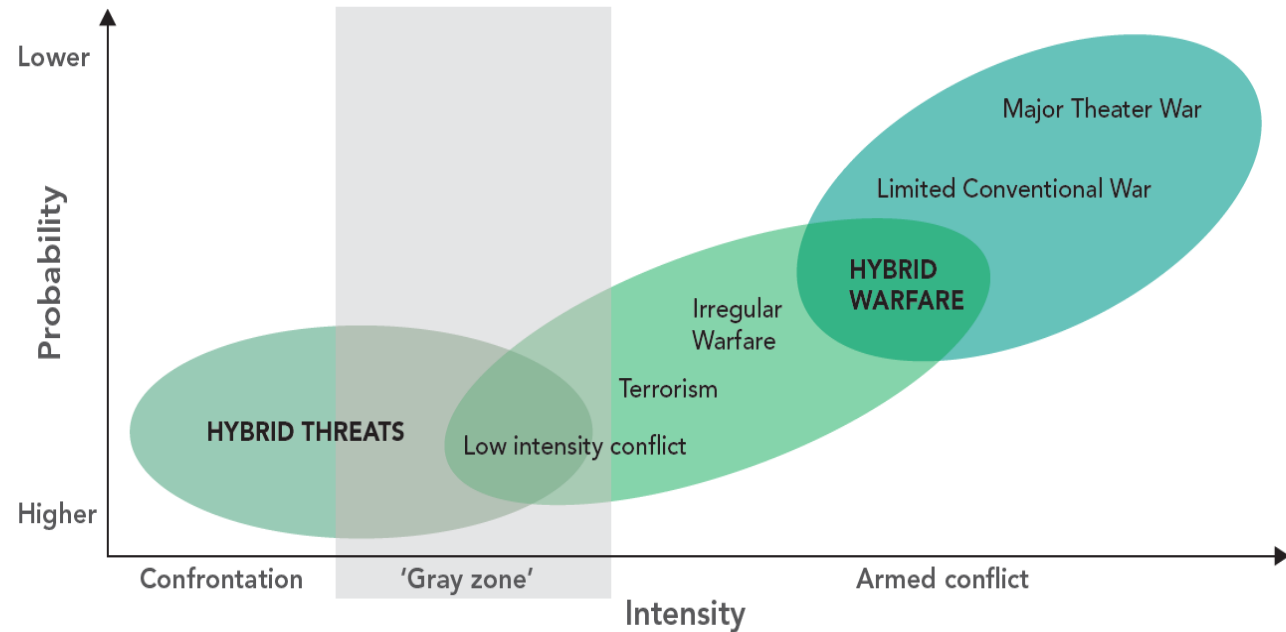 Lower
Probability
Higher
Major Theater War
Limited Conventional War
HYBRID
WARFARE
Irregular
Warfare
Terrorism
HYBRID THREATS
Low intensity conflict
Confrontation
‘Gray zone’
Armed conflict
Intensity